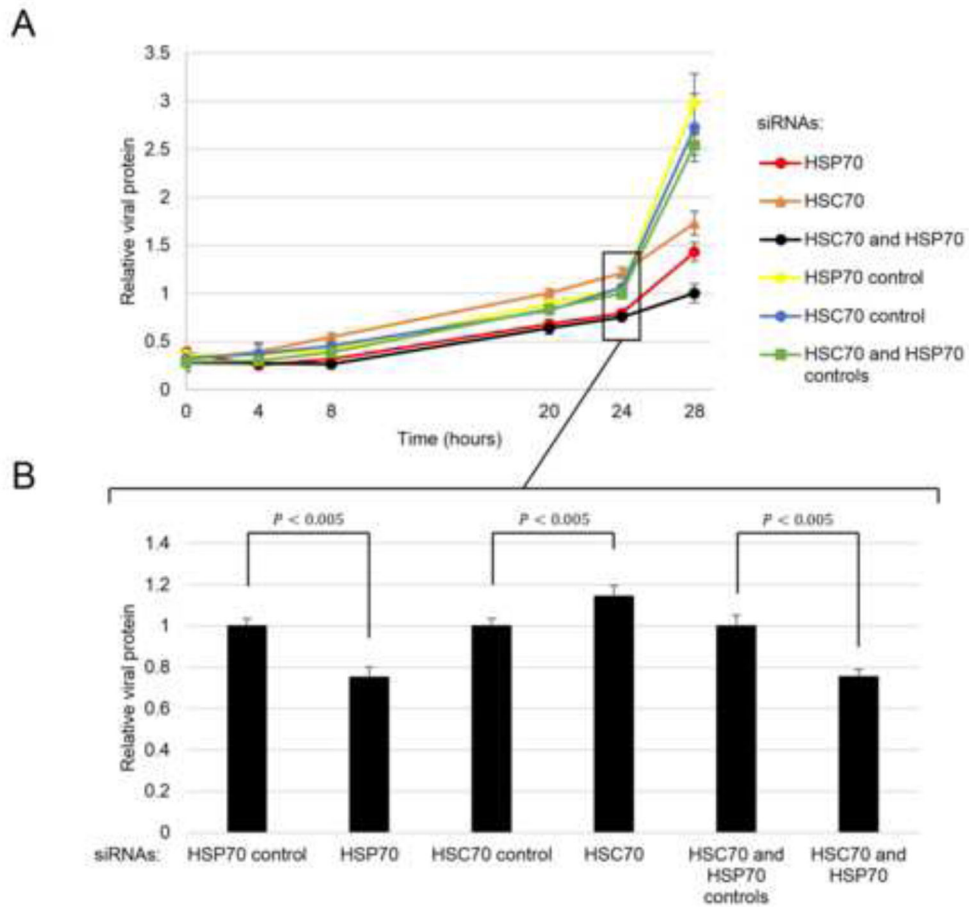 A
3.5
3
2.5
2
1.5
1
0.5
0
Relative viral protein
0 4 8 20 24 28
Time (hours)
siRNAs:
HSP70
HSC70
HSC70 and HSP70
HSP70 control
HSC70 control
HSC70 and HSP70
controls
B
P < 0.005 P < 0.005 P < 0.005
1.4
1.2
1
0.8
0.6
0.4
0.2
0
Relative viral protein
siRNAs: HSP70 control HSP70 HSC70 control HSC70 HSC70 and HSC70 and
HSP70 HSP70
controls